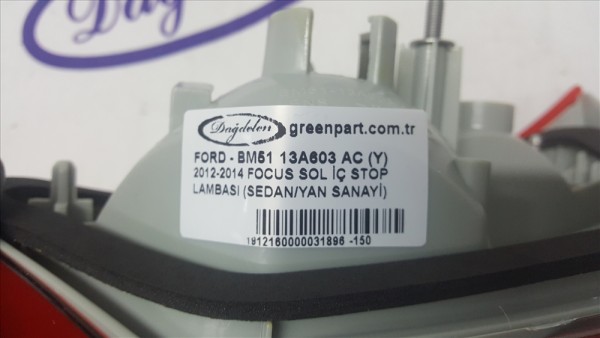 Dağdelen greenpart.com.tr
FORD - BM51 13A603 AC (Y)
2012-2014 FOCUS SOL İÇ STOP
LAMBASI (SEDAN/YAN SANAYİ)
1912160000031896 -150